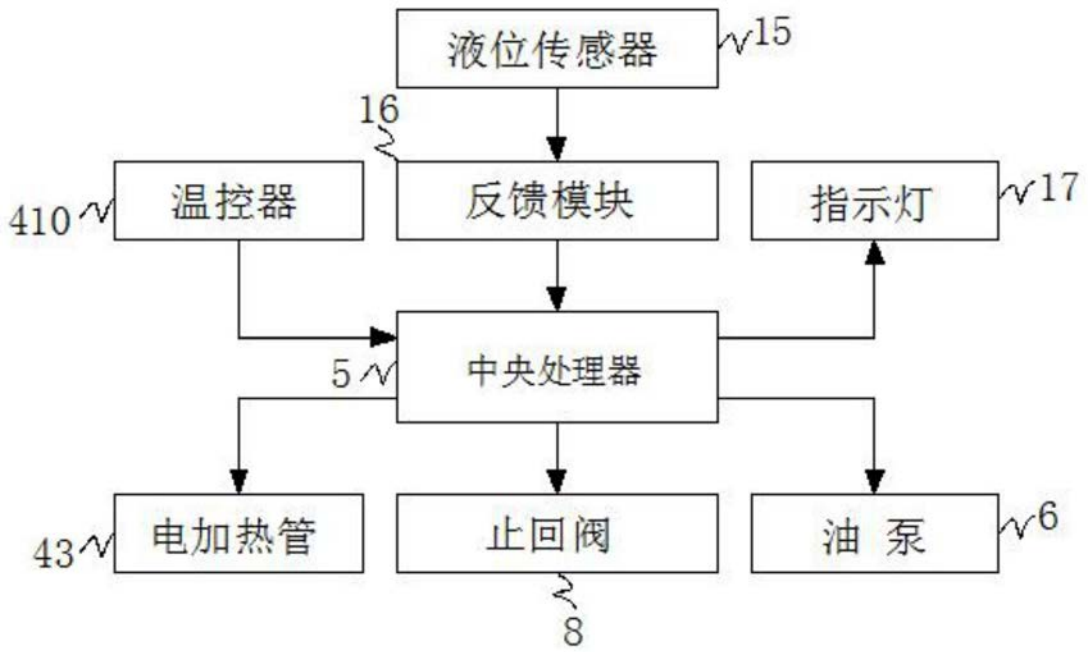 液位传感器
15
16
410
温控器
反馈模块
指示灯
17
5
中央处理器
43
电加热管
止回阀
油 泵
6
8